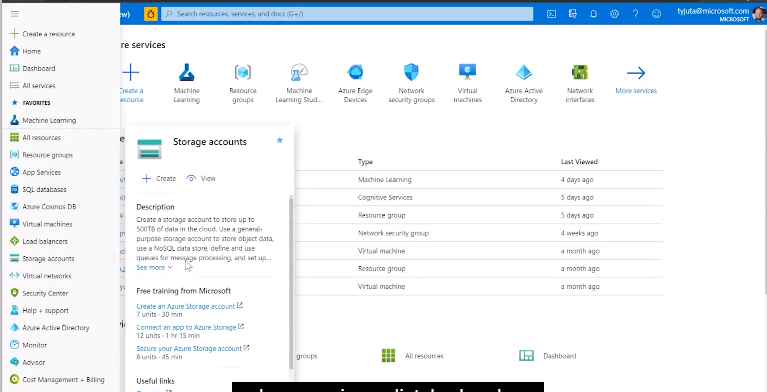 ew)
Search resources, services, and docs (G+/)
tyjuta@microsoft.com
MICROSOFT
Create a resource
Home
Dashboard
All services
FAVORITES
Machine Learning
All resources
Resource groups
App Services
SQL databases
Azure Cosmos DB
Virtual machines
Load balancers
Storage accounts
Virtual networks
Security Center
Help + support
Azure Active Directory
Monitor
Advisor
Cost Management + Billing
re services
Create a
resource
Machine
Learning
Resource
groups
Machine
Learning Stud...
Azure Edge
Devices
Network
security groups
Virtual
machines
Azure Active
Directory
Network
interfaces
More services
Storage accounts
Create
View
Description
Create a storage account to store up to
500TB of data in the cloud. Use a general-
purpose storage account to store object data,
use a NoSQL data store, define and use
queues for message processing, and set up...
See more
Free training from Microsoft
Create an Azure Storage account
7 units · 30 min
Connect an app to Azure Storage
12 units · 1 hr 15 min
Secure your Azure Storage account
8 units · 45 min
Useful links
Type Last Viewed
Machine Learning 4 days ago
Cognitive Services 5 days ago
Resource group 5 days ago
Network security group 4 weeks ago
Virtual machine a month ago
Resource group a month ago
Virtual machine a month ago
groups
All resources
Dashboard